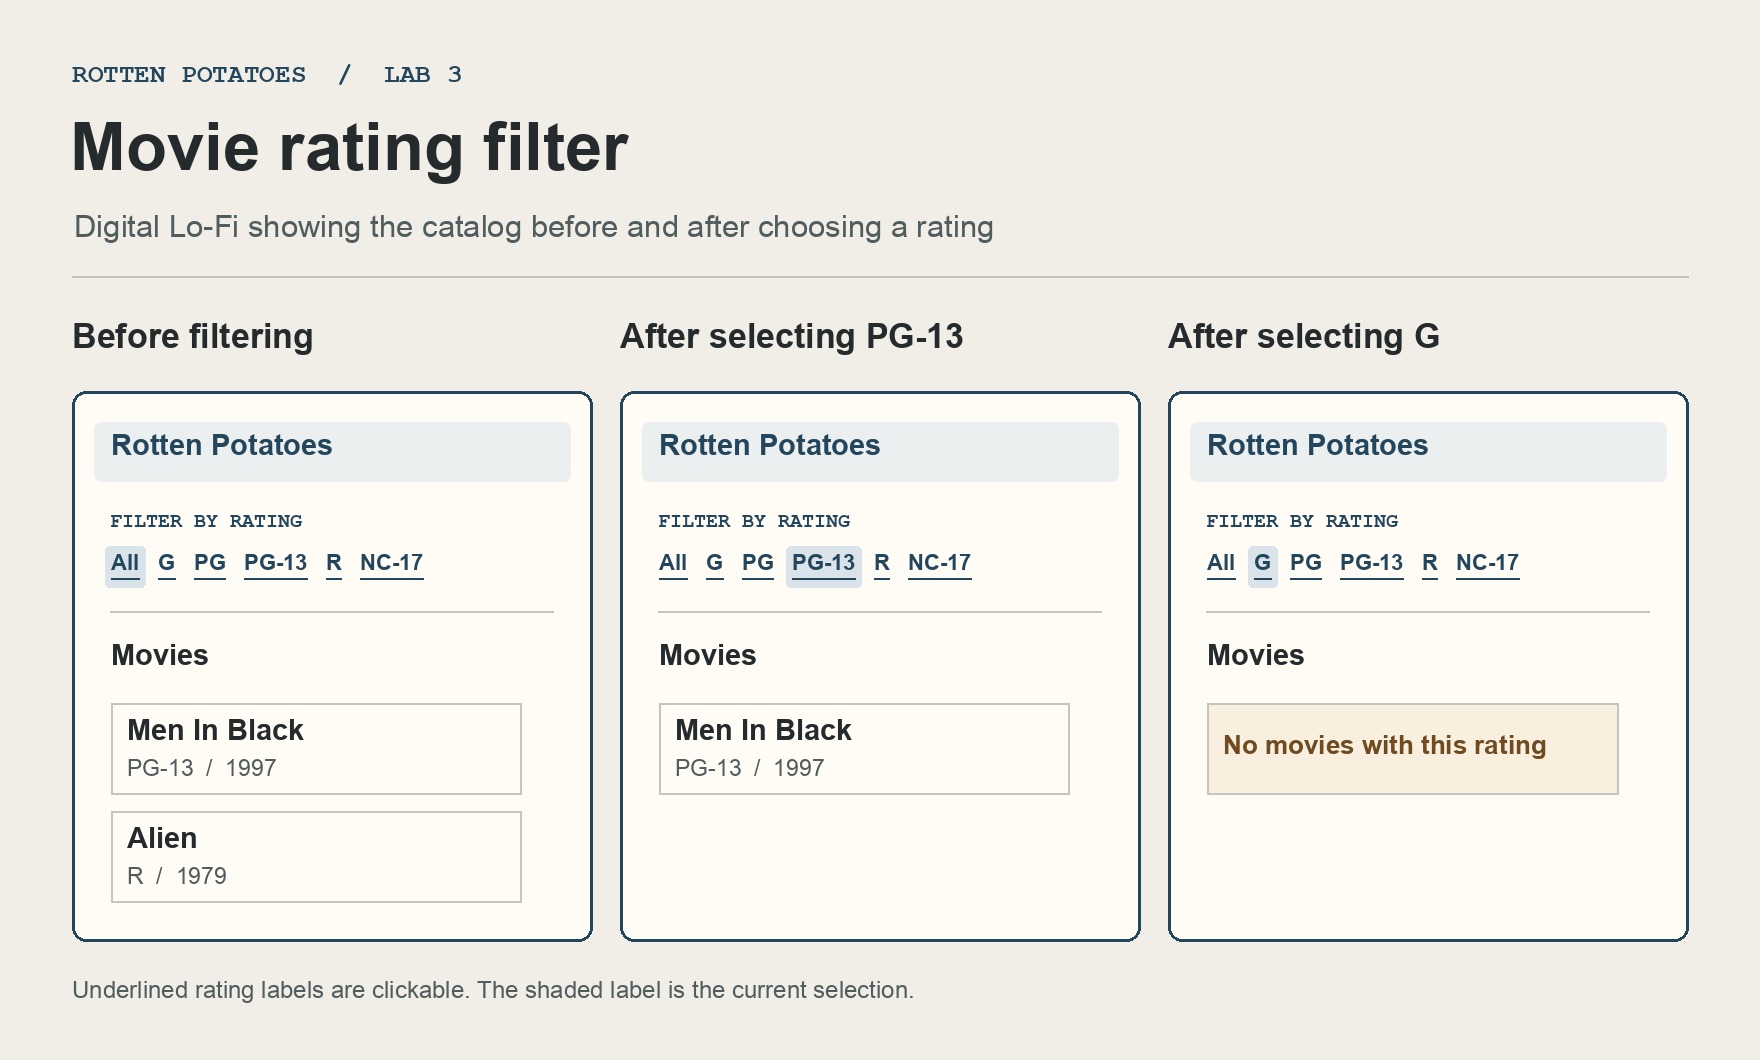 ROTTEN POTATOES / LAB 3
Movie rating filter
Digital Lo-Fi showing the catalog before and after choosing a rating
Before filtering
Rotten Potatoes
FILTER BY RATING
All G PG PG-13 R NC-17
Movies
Men In Black
PG-13 / 1997
Alien
R / 1979
After selecting PG-13
Rotten Potatoes
FILTER BY RATING
All G PG PG-13 R NC-17
Movies
Men In Black
PG-13 / 1997
After selecting G
Rotten Potatoes
FILTER BY RATING
All G PG PG-13 R NC-17
Movies
No movies with this rating
Underlined rating labels are clickable. The shaded label is the current selection.